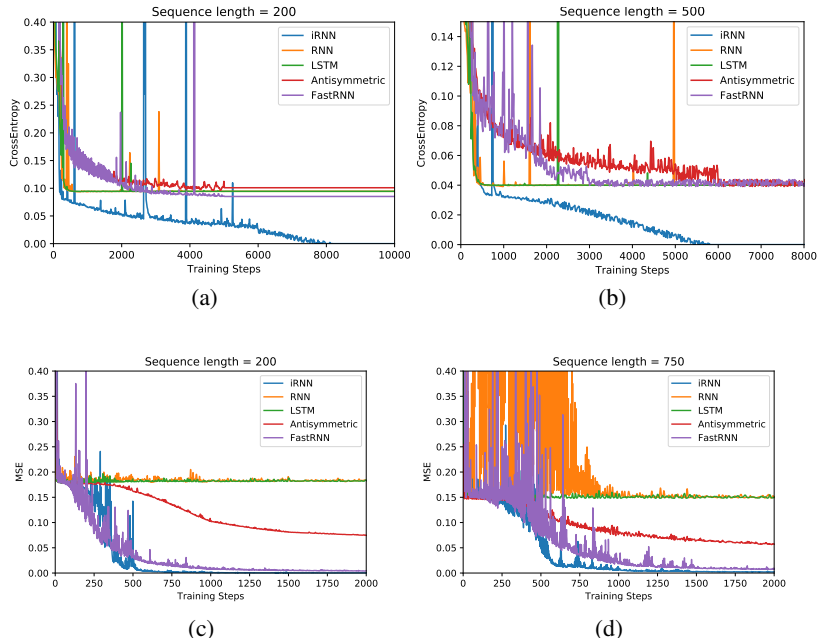 Sequence length = 200
CrossEntropy
0.40
0.35
0.30
0.25
0.20
0.15
0.10
0.05
0.00
iRNN
RNN
LSTM
Antisymmetric
FastRNN
0 2000 4000 6000 8000 10000
Training Steps
(a)
Sequence length = 500
CrossEntropy
0.14
0.12
0.10
0.08
0.06
0.04
0.02
0.00
iRNN
RNN
LSTM
Antisymmetric
FastRNN
0 1000 2000 3000 4000 5000 6000 7000 8000
Training Steps
(b)
Sequence length = 200
MSE
0.40
0.35
0.30
0.25
0.20
0.15
0.10
0.05
0.00
iRNN
RNN
LSTM
Antisymmetric
FastRNN
0 250 500 750 1000 1250 1500 1750 2000
Training Steps
(c)
Sequence length = 750
MSE
0.40
0.35
0.30
0.25
0.20
0.15
0.10
0.05
0.00
iRNN
RNN
LSTM
Antisymmetric
FastRNN
0 250 500 750 1000 1250 1500 1750 2000
Training Steps
(d)